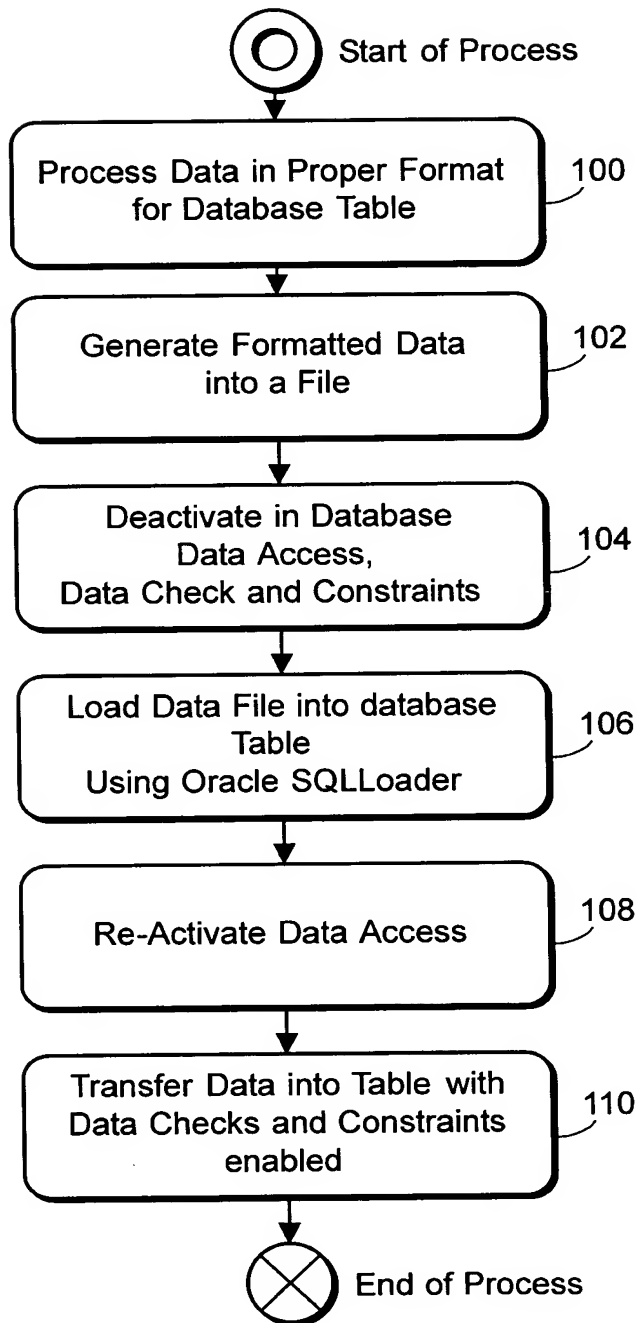 Start of Process
Process Data in Proper Format
for Database Table
100
Generate Formatted Data
into a File
102
Deactivate in Database
Data Access,
Data Check and Constraints
104
Load Data File into database
Table
Using Oracle SQLLoader
106
Re-Activate Data Access
108
Transfer Data into Table with
Data Checks and Constraints
enabled
110
End of Process